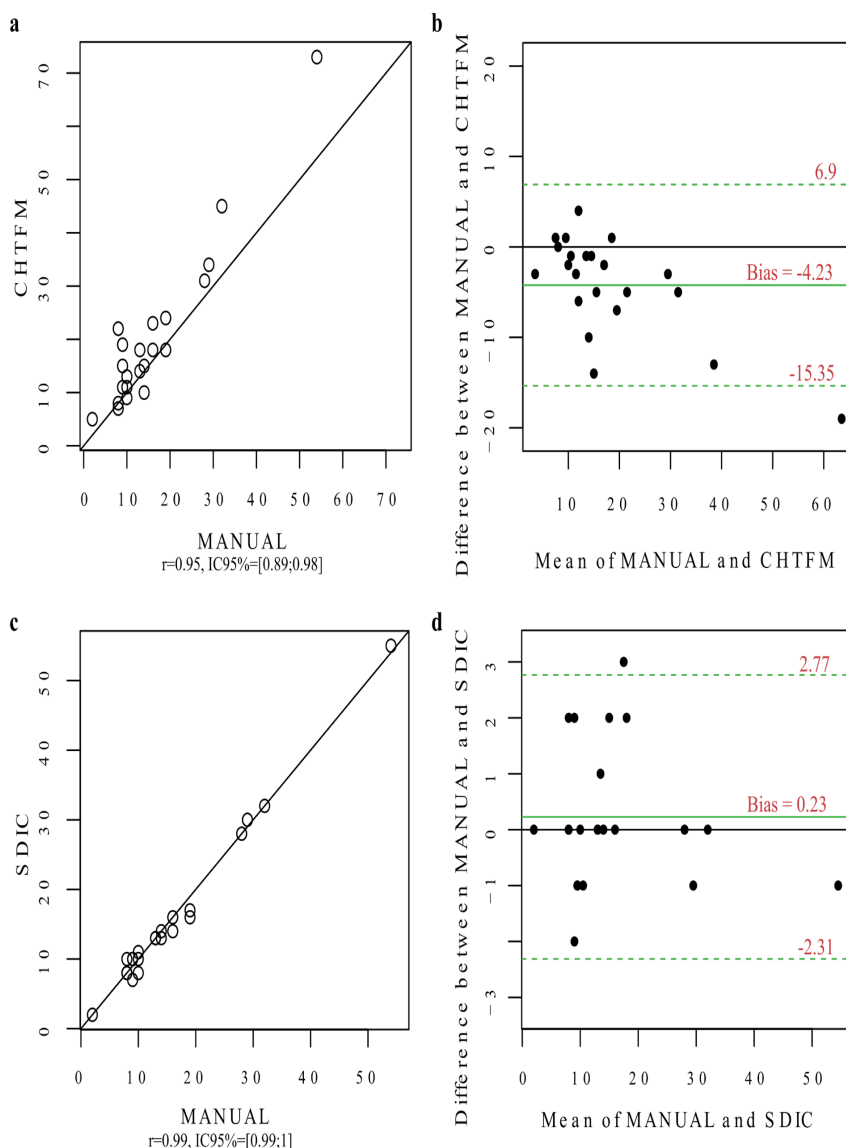 a
CHTFM
0 10 30 50 70
0 10 20 30 40 50 60 70
MANUAL
r=0.95, IC95%=[0.89;0.98]
b
Difference between MANUAL and CHTFM
−20 −10 0 10 20
6.9
Bias = -4.23
-15.35
10 20 30 40 50 60
Mean of MANUAL and CHTFM
c
SDIC
0 10 20 30 40 50
0 10 20 30 40 50
MANUAL
r=0.99, IC95%=[0.99;1]
d
Difference between MANUAL and SDIC
−3 −1 0 1 2 3
2.77
Bias = 0.23
-2.31
0 10 20 30 40 50
Mean of MANUAL and SDIC